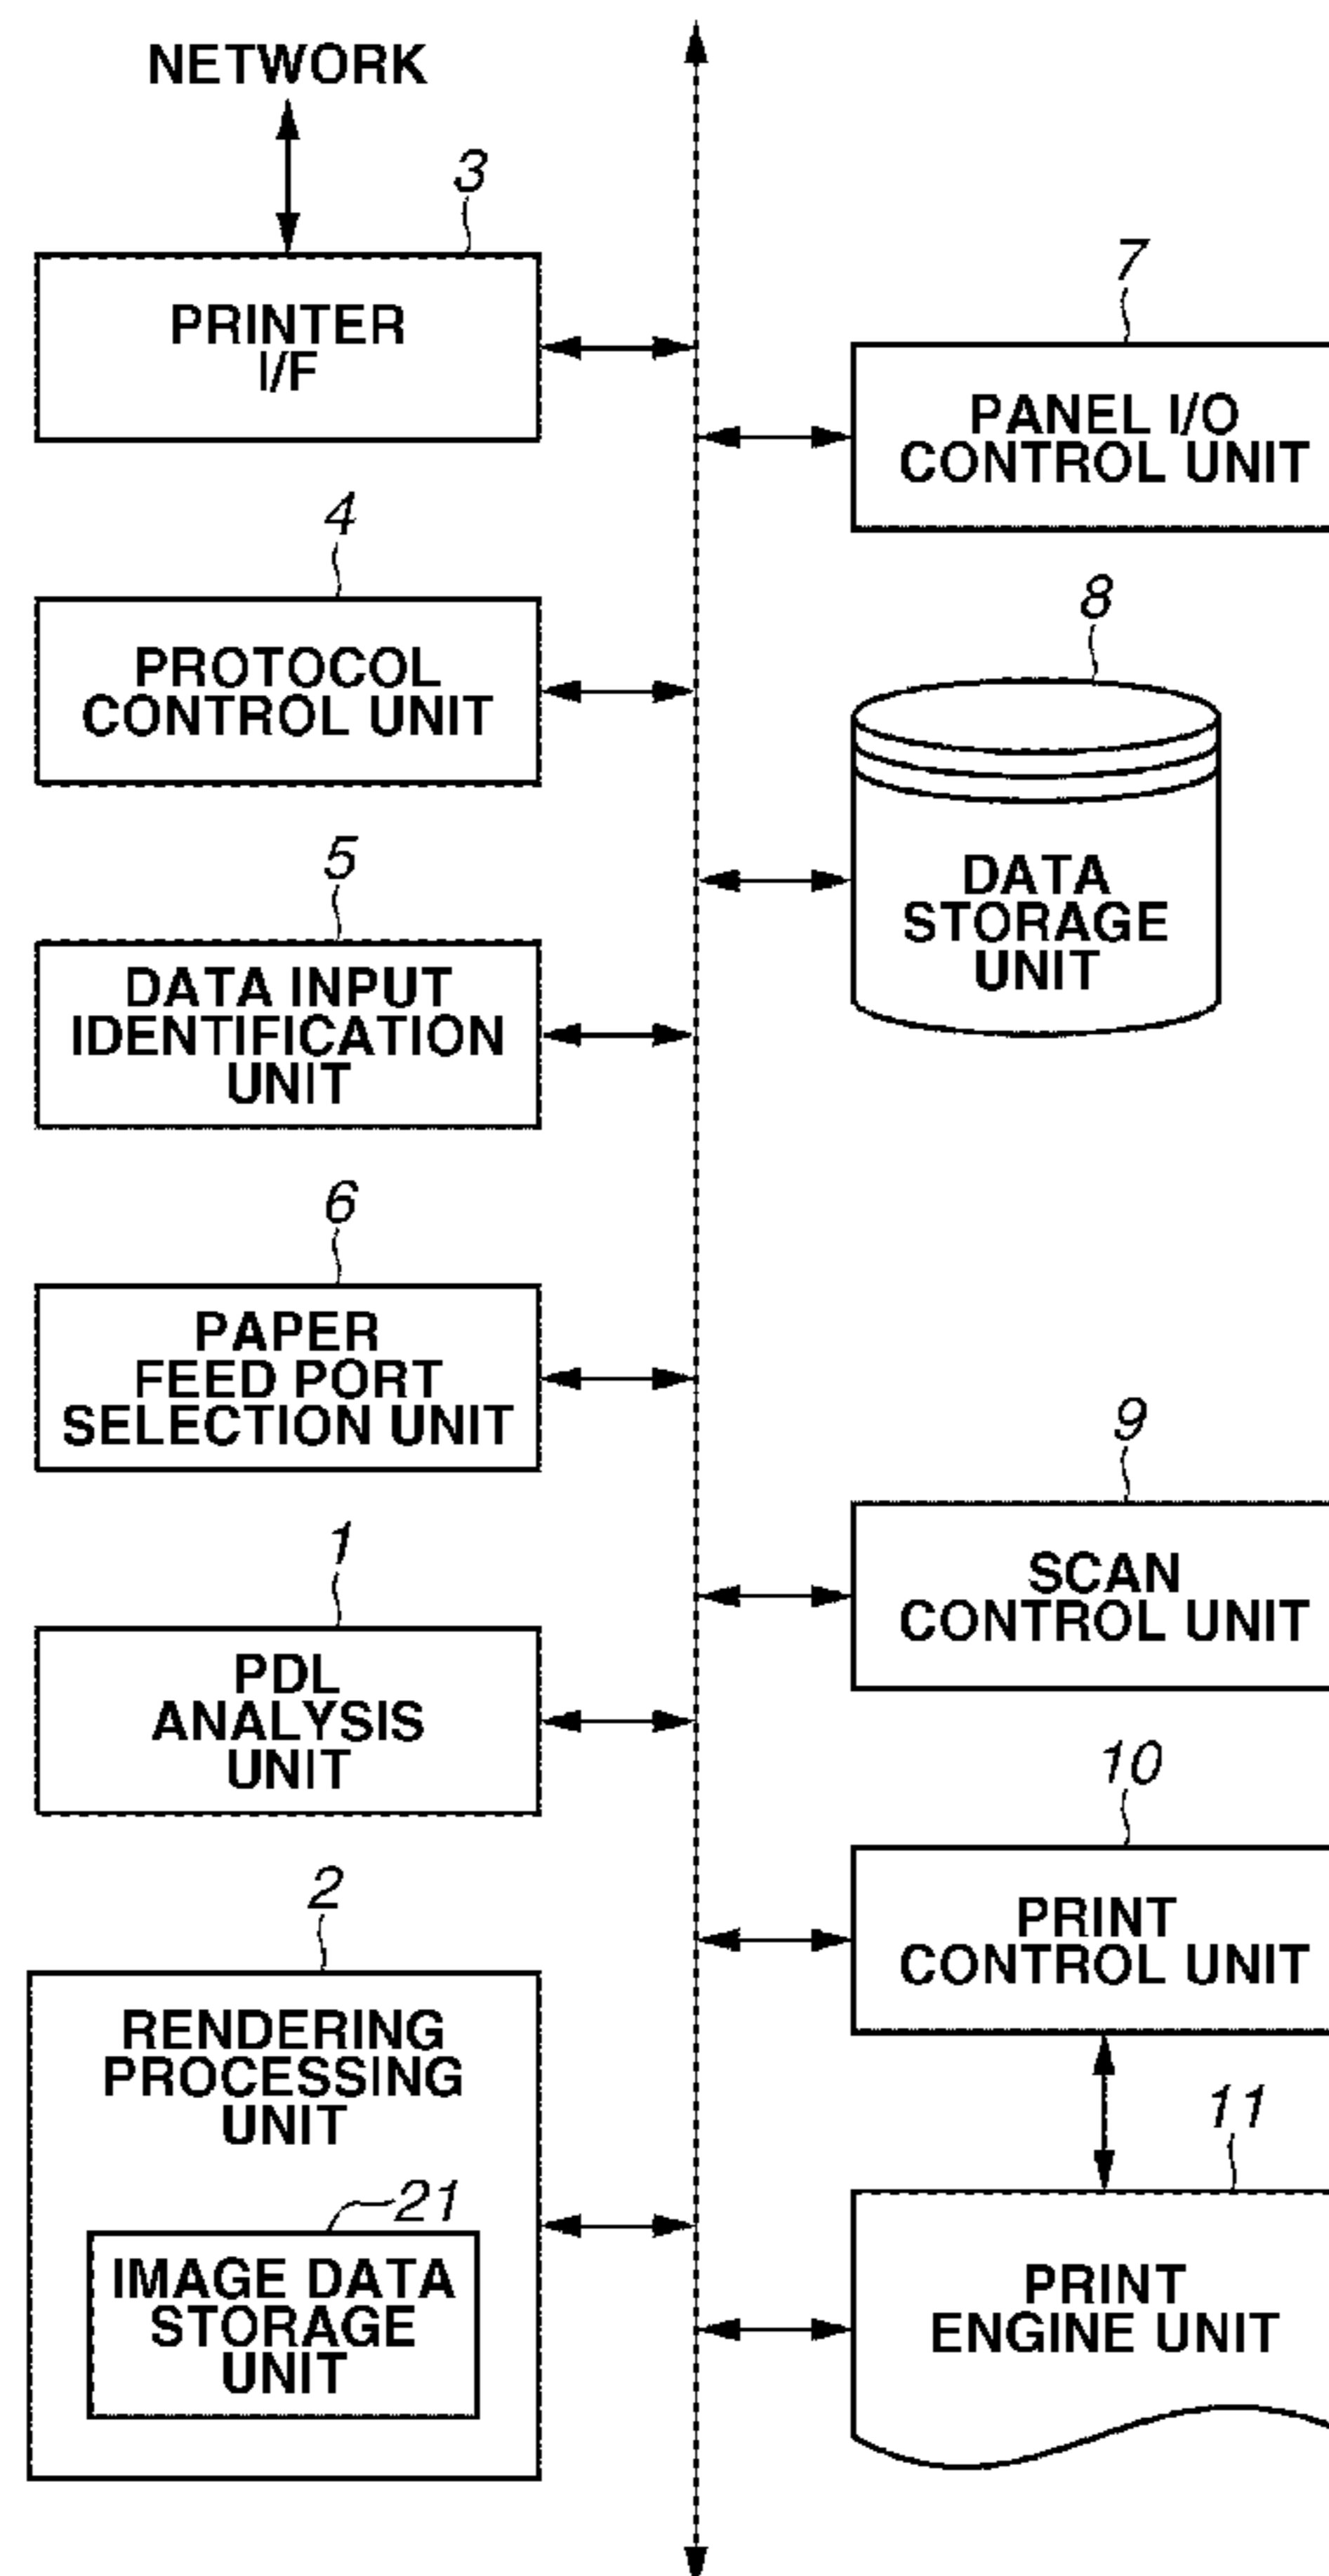 NETWORK
3
PRINTER
I/F
4
PROTOCOL
CONTROL UNIT
5
DATA INPUT
IDENTIFICATION
UNIT
6
PAPER
FEED PORT
SELECTION UNIT
1
PDL
ANALYSIS
UNIT
2
RENDERING
PROCESSING
UNIT
21
IMAGE DATA
STORAGE
UNIT
7
PANEL I/O
CONTROL UNIT
8
DATA
STORAGE
UNIT
9
SCAN
CONTROL UNIT
10
PRINT
CONTROL UNIT
11
PRINT
ENGINE UNIT